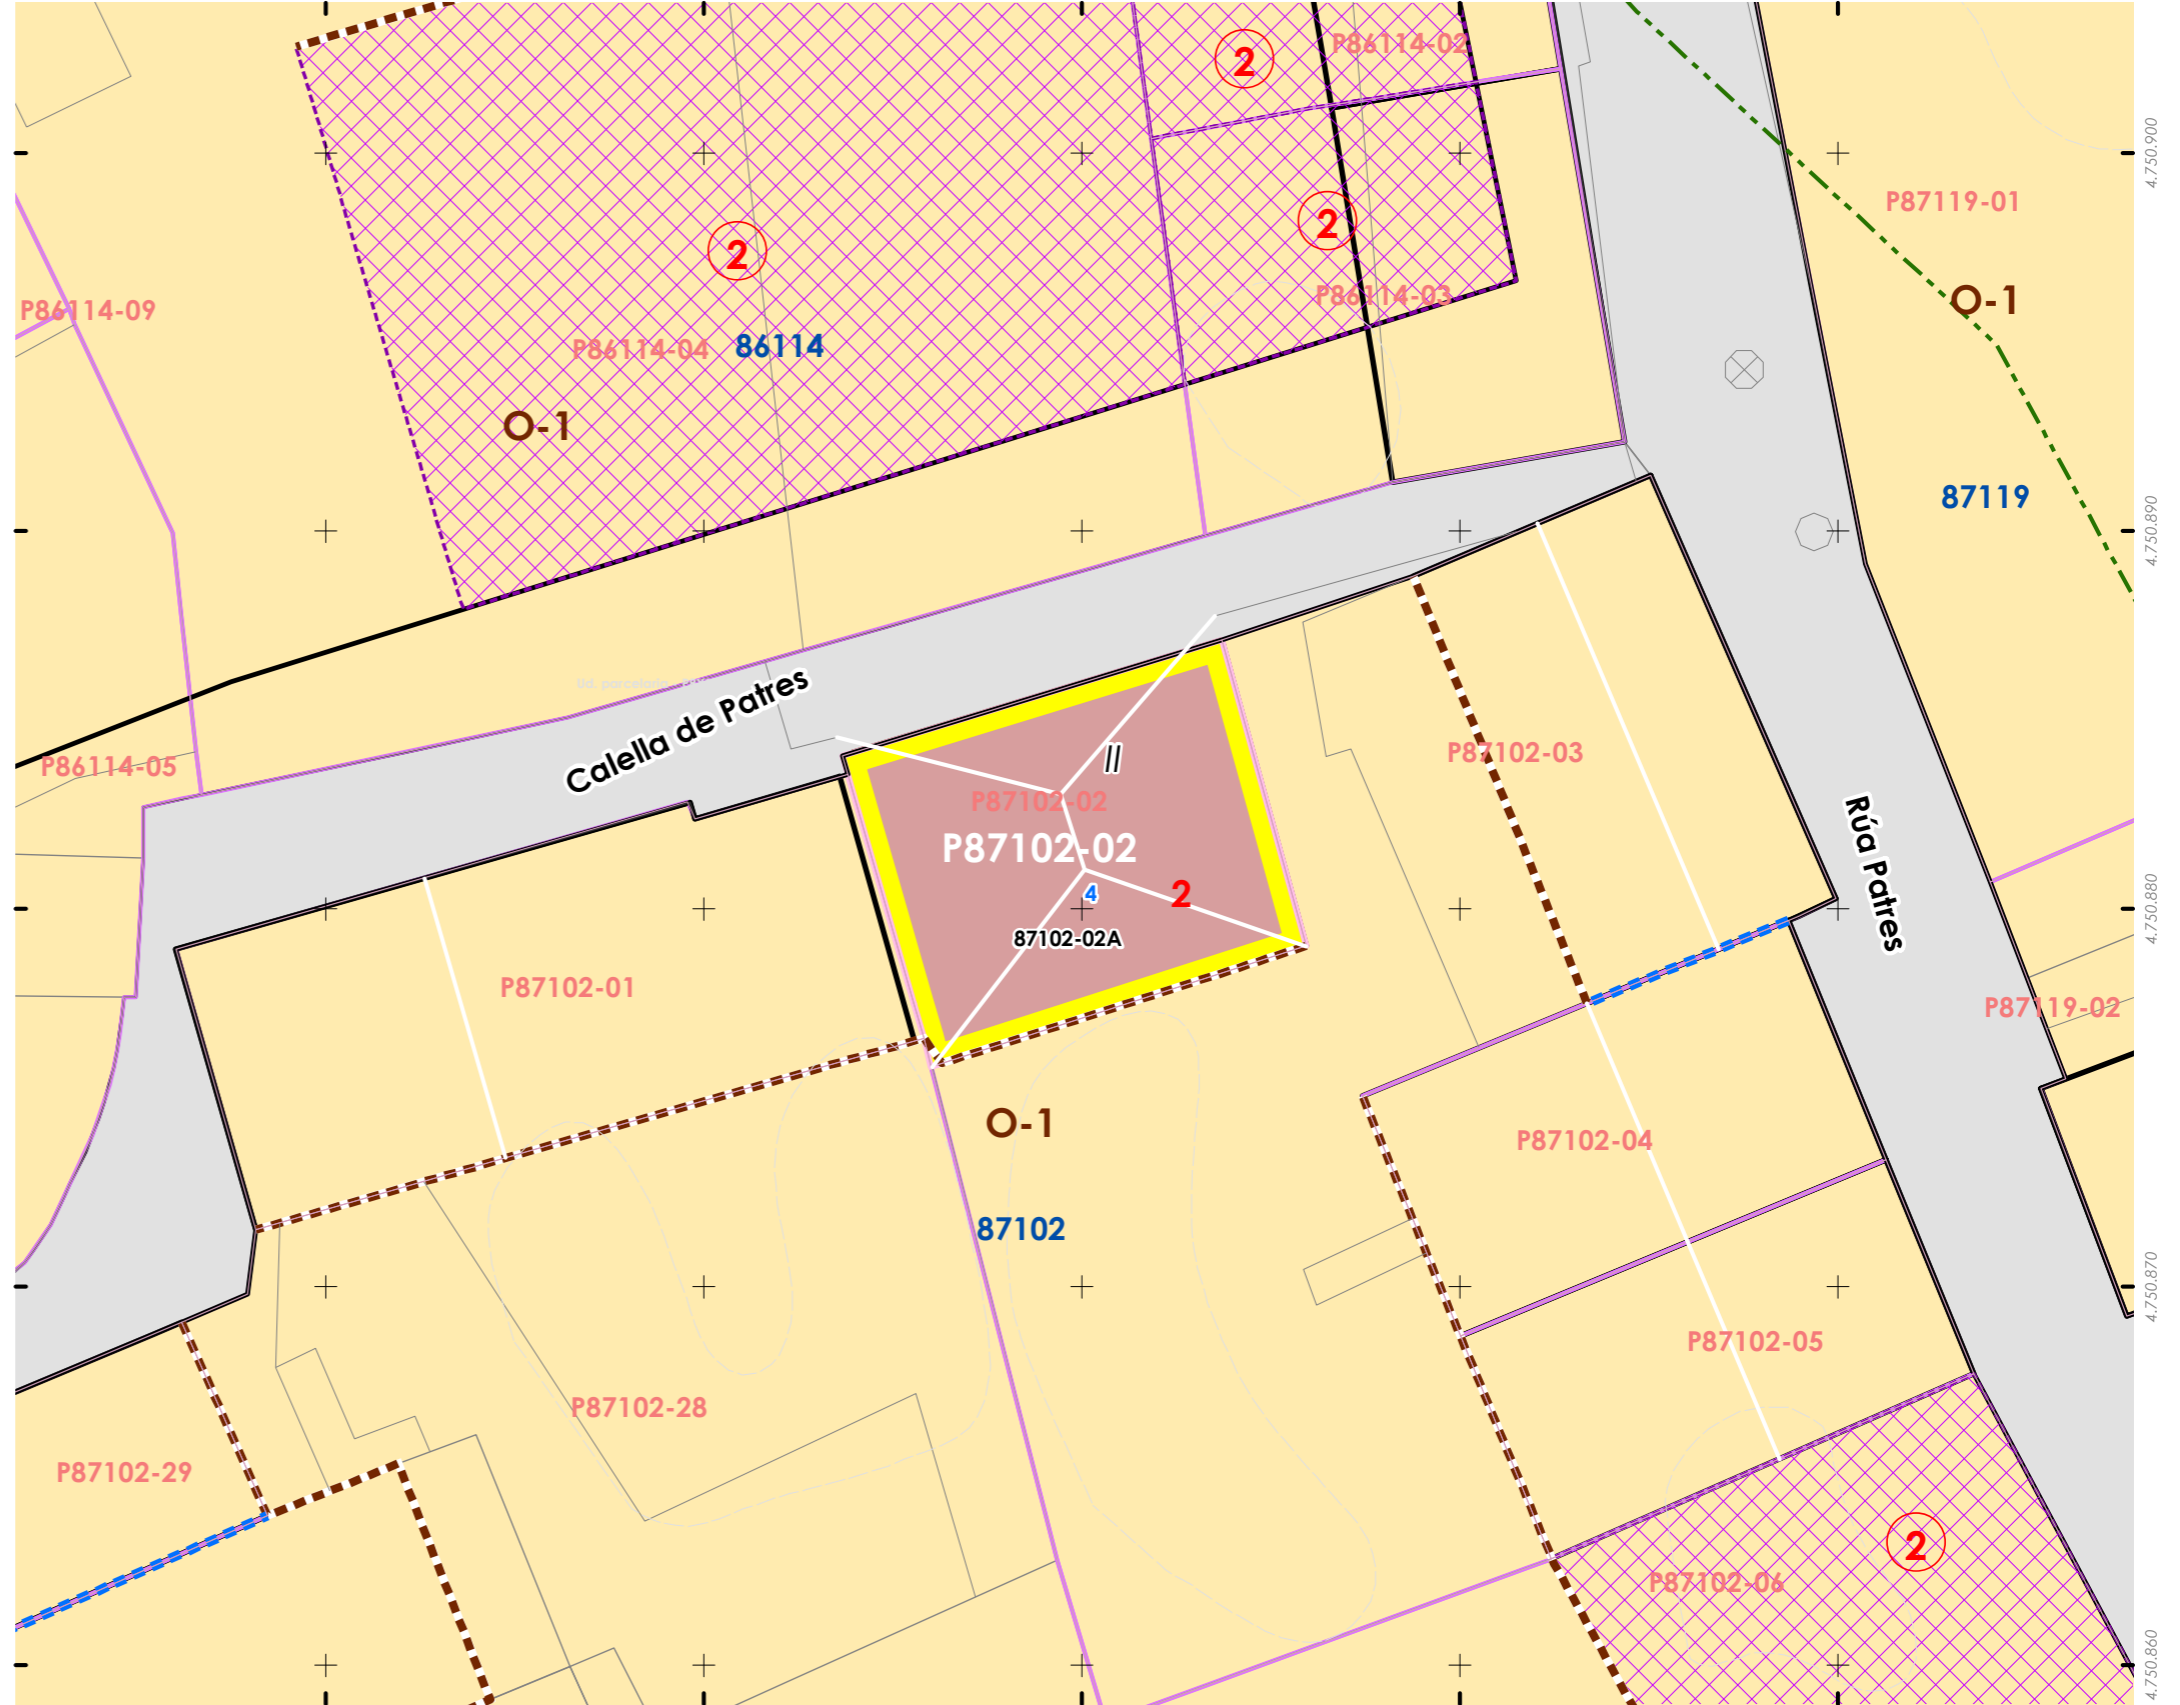 P86114-02
2
4.750.900
P87119-01
2
2
P86114-03
O-1
P86114-09
P86114-04
86114
O-1
87119
4.750.890
Ud. parcelaria
Calella de Patres
P86114-05
P87102-03
II
P87102-02
P87102-02
Rúa Patres
4
2
4.750.880
87102-02A
P87102-01
P87119-02
O-1
P87102-04
87102
4.750.870
P87102-05
P87102-28
P87102-29
2
P87102-06
4.750.860